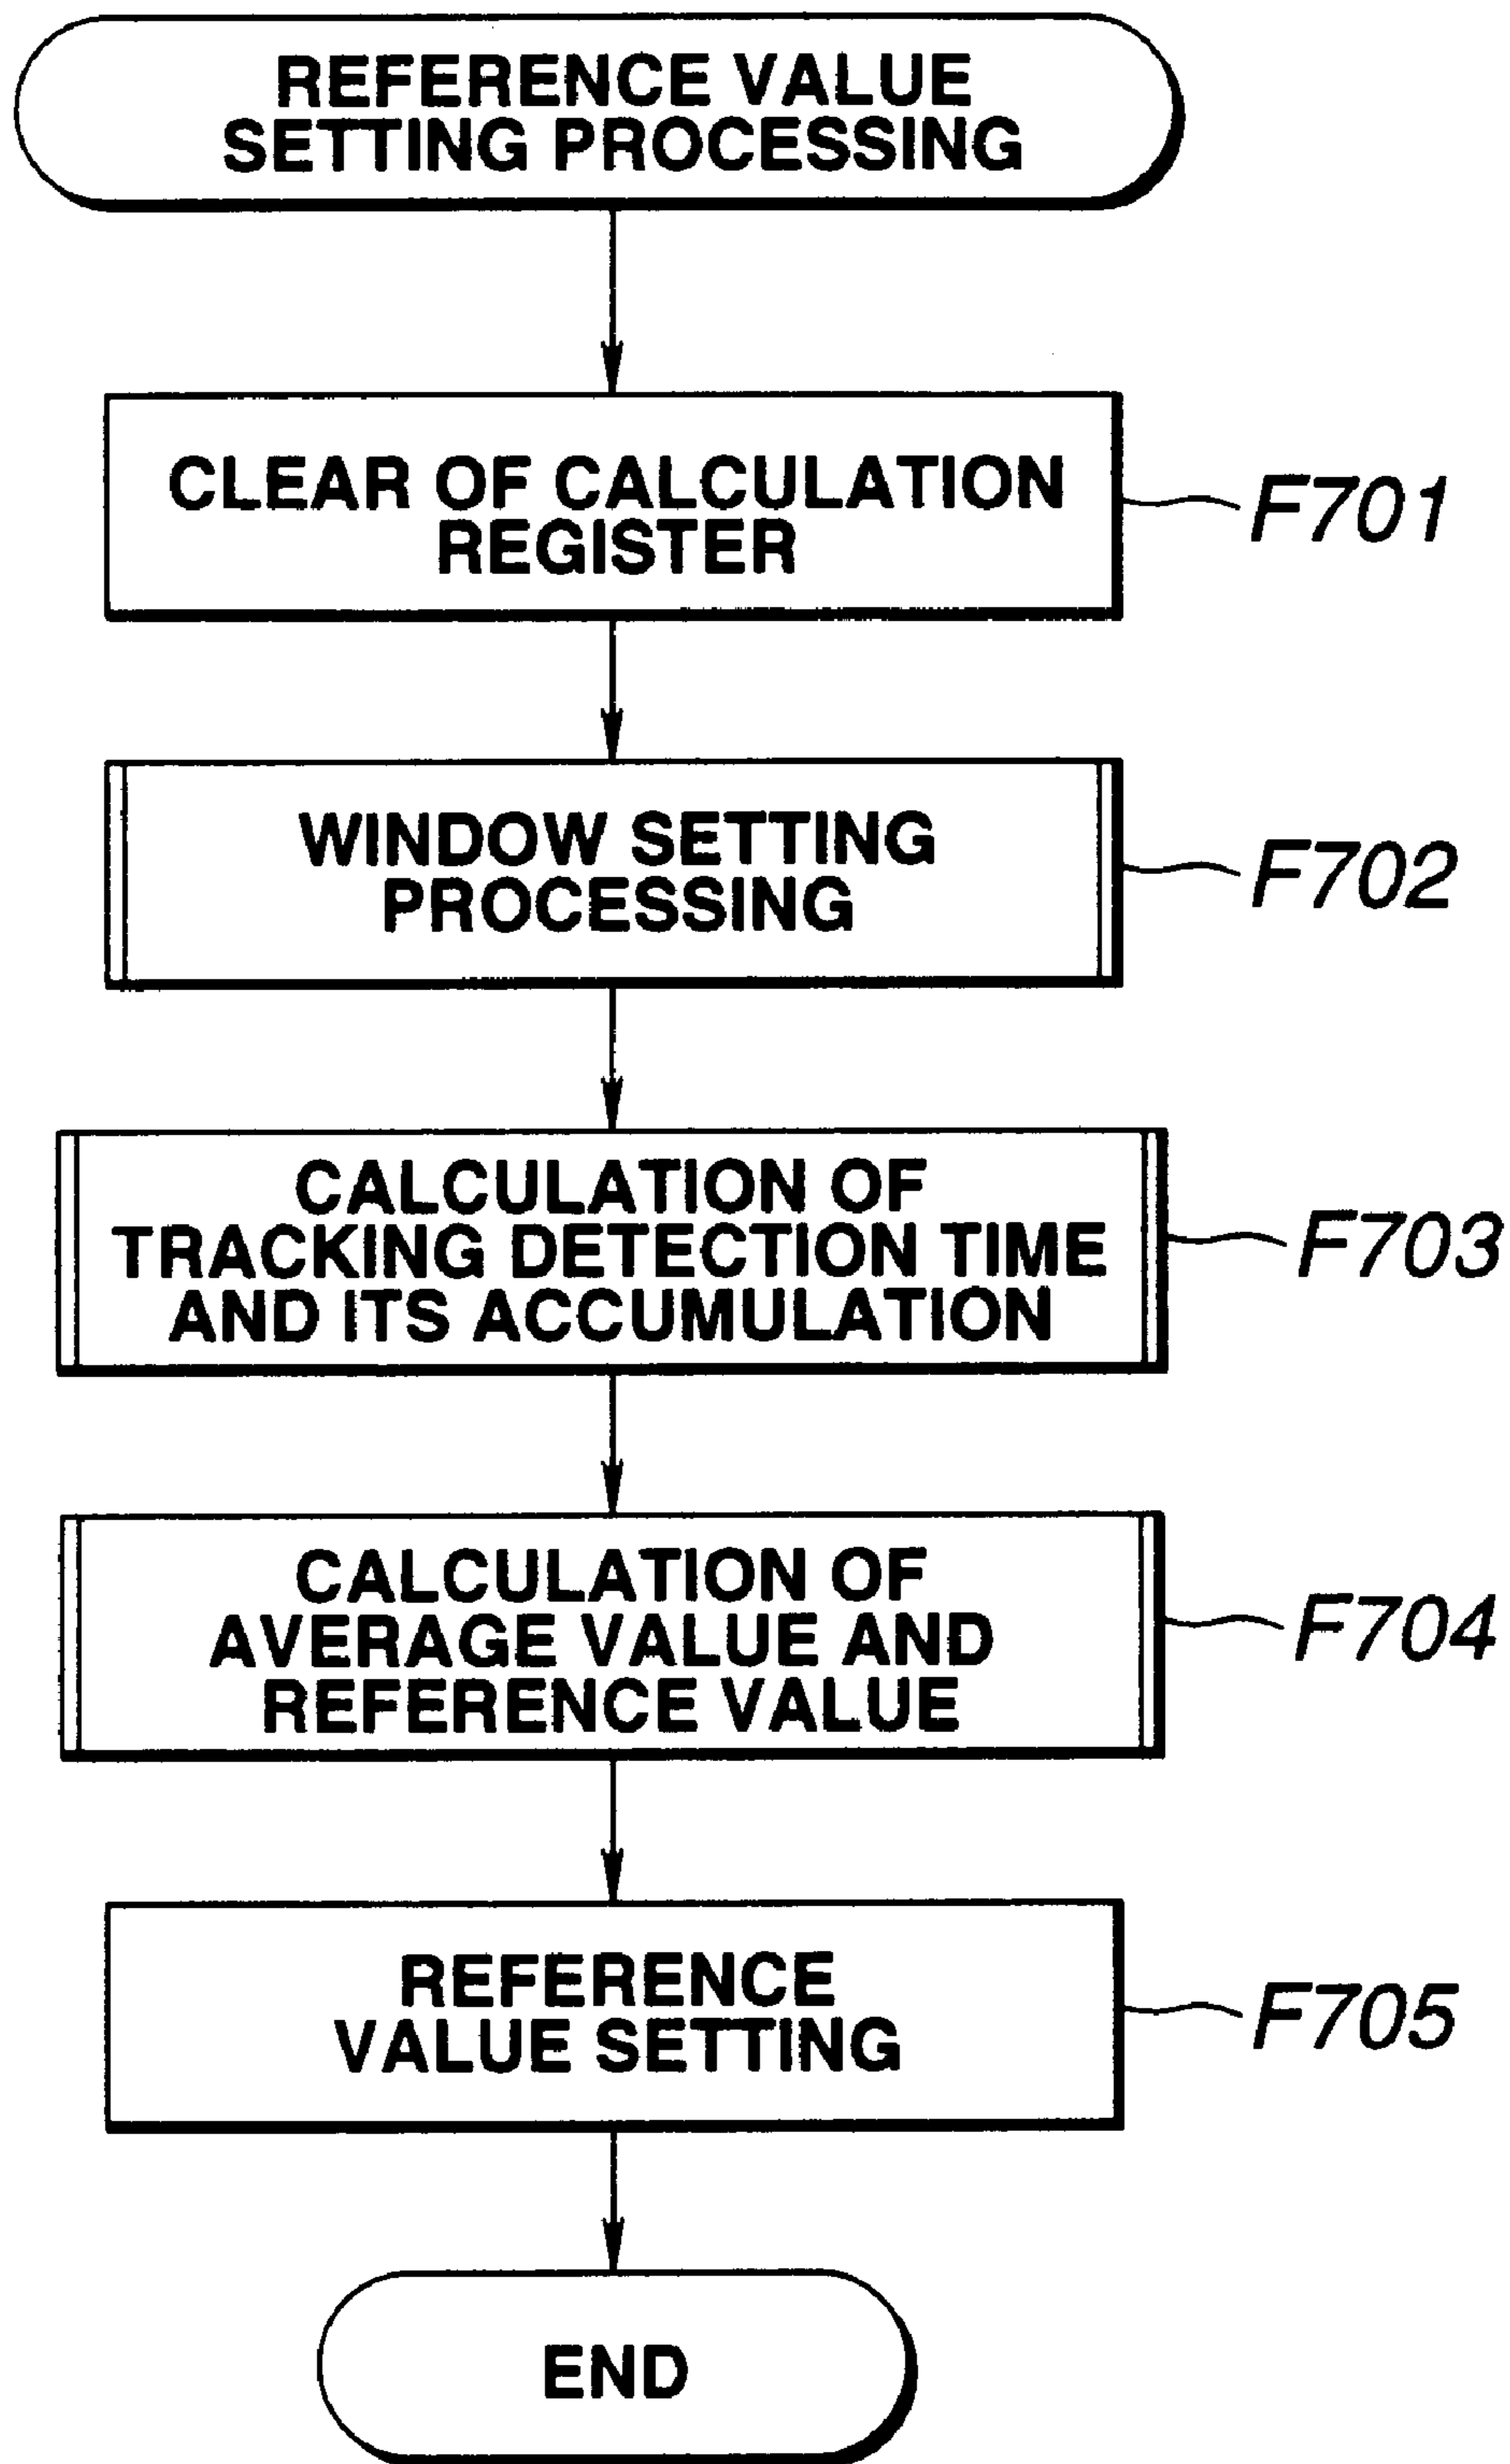 REFERENCE VALUE
SETTING PROCESSING
CLEAR OF CALCULATION
REGISTER
F701
WINDOW SETTING
PROCESSING
F702
CALCULATION OF
TRACKING DETECTION TIME
AND ITS ACCUMULATION
F703
CALCULATION OF
AVERAGE VALUE AND
REFERENCE VALUE
F704
REFERENCE
VALUE SETTING
F705
END